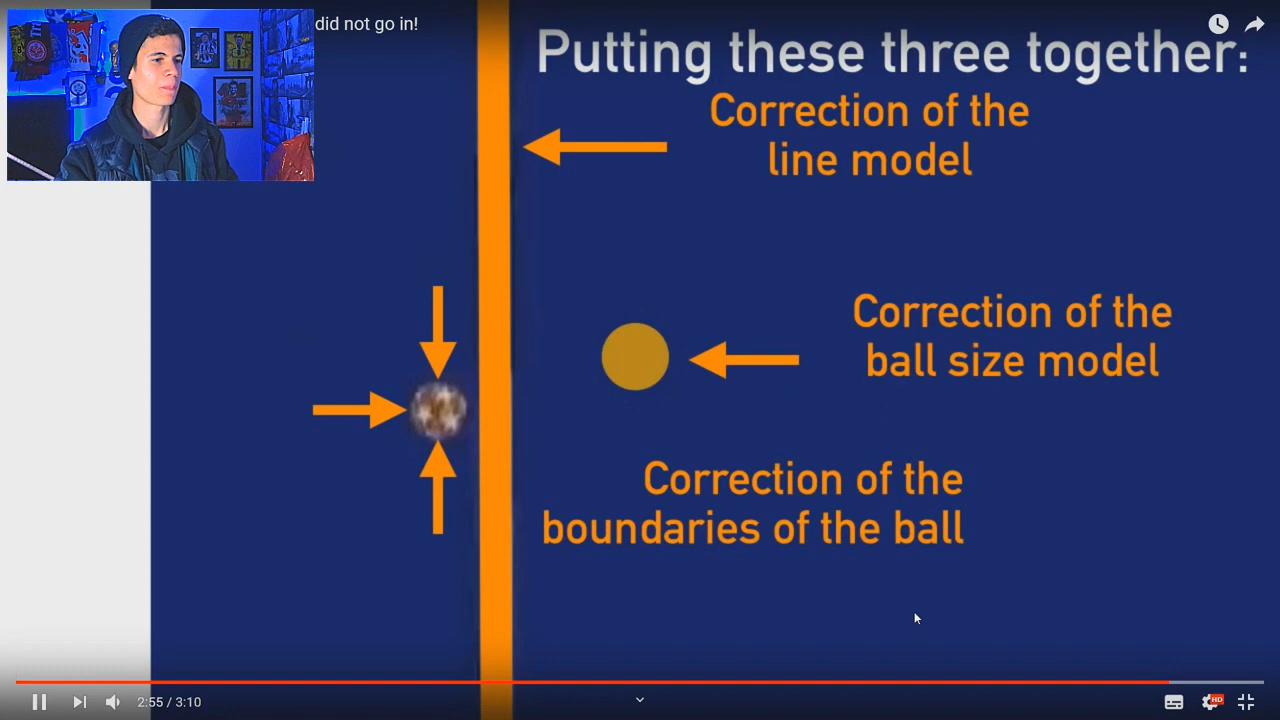 did not go in!
Putting these three together:
Correction of the
line model
Correction of the
ball size model
Correction of the
boundaries of the ball
2:55 / 3:10
HD